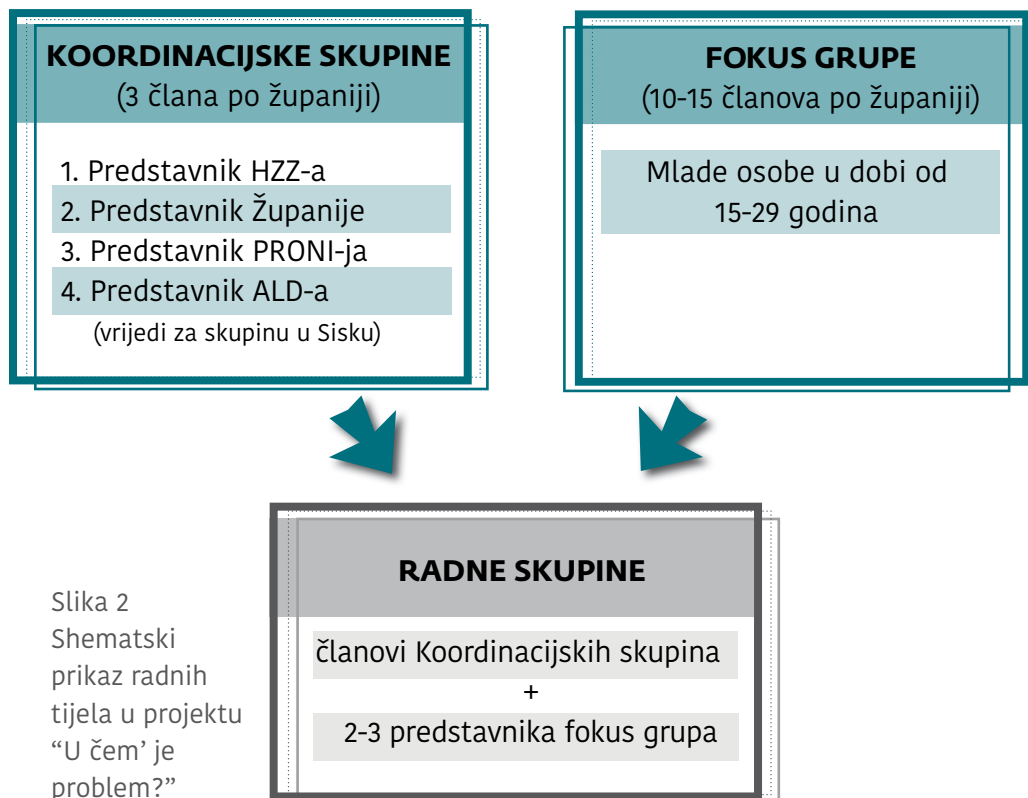 KOORDINACIJSKE SKUPINE
(3 člana po županiji)
1. Predstavnik HZZ-a
2. Predstavnik Županije
3. Predstavnik PRONI-ja
4. Predstavnik ALD-a
(vrijedi za skupinu u Sisku)
FOKUS GRUPE
(10-15 članova po županiji)
Mlade osobe u dobi od
15-29 godina
RADNE SKUPINE
članovi Koordinacijskih skupina
+
2-3 predstavnika fokus grupa
Slika 2
Shematski
prikaz radnih
tijela u projektu
“U čem’ je
problem?”